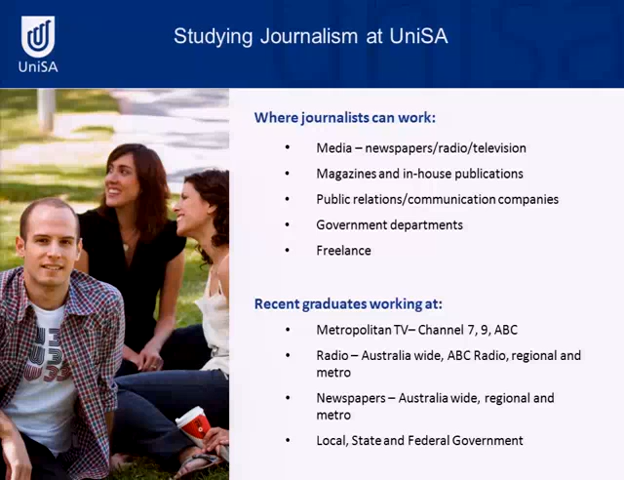 Studying Journalism at UniSA
UniSA
Where journalists can work:
• Media – newspapers/radio/television
• Magazines and in-house publications
• Public relations/communication companies
• Government departments
• Freelance
Recent graduates working at:
• Metropolitan TV– Channel 7, 9, ABC
• Radio – Australia wide, ABC Radio, regional and
metro
• Newspapers – Australia wide, regional and
metro
• Local, State and Federal Government